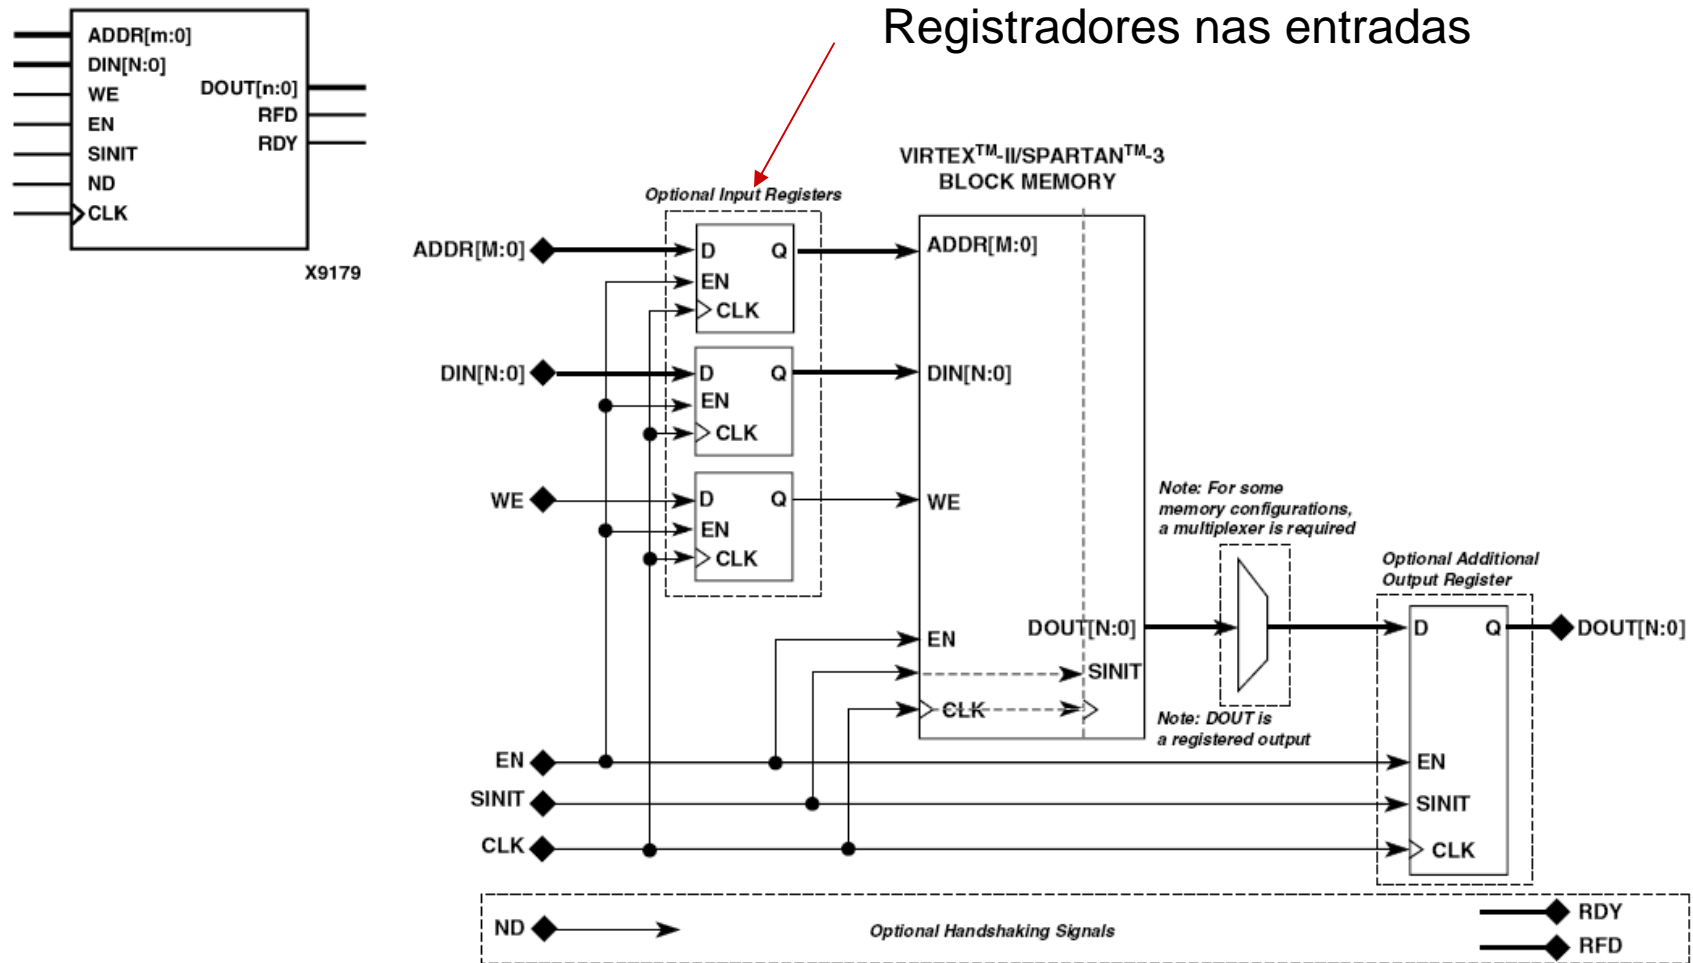 Registradores nas entradas
ADDR[m:0]
DIN[N:0]
WE
EN
SINIT
ND
CLK
DOUT[n:0]
RFD
RDY
X9179
VIRTEX™-II/SPARTAN™-3
BLOCK MEMORY
Optional Input Registers
ADDR[M:0]
D Q
EN
CLK
ADDR[M:0]
DIN[N:0]
D Q
EN
CLK
DIN[N:0]
WE
D Q
EN
CLK
WE
Note: For some
memory configurations,
a multiplexer is required
Optional Additional
Output Register
EN
DOUT[N:0]
SINIT
CLK
Note: DOUT is
a registered output
D Q
DOUT[N:0]
EN
EN
SINIT
SINIT
CLK
CLK
ND
Optional Handshaking Signals
RDY
RFD